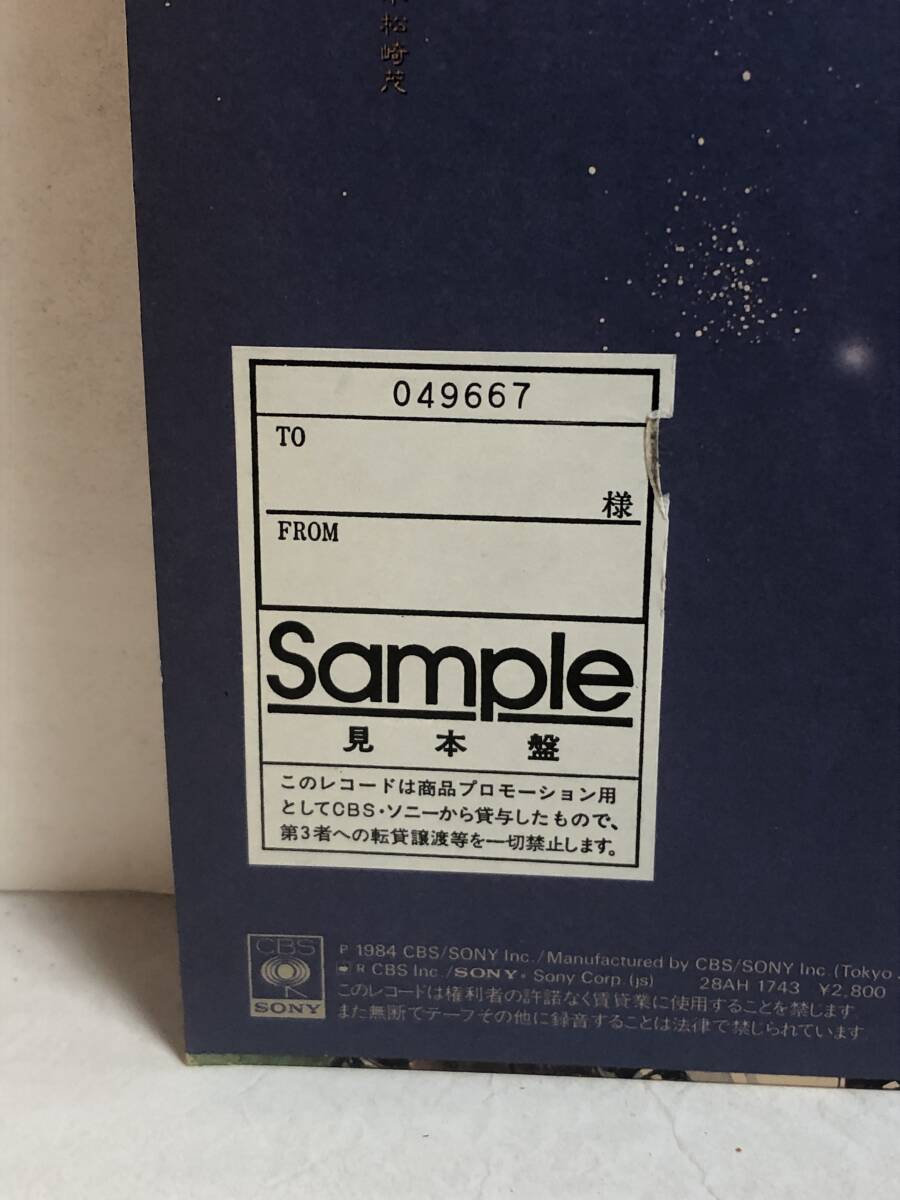 松崎茂
049667
TO
様
FROM
Sample
見本盤
このレコードは商品プロモーション用
としてCBS・ソニーから貸与したもので、
第3者への転貸譲渡等を一切禁止します。
CBS
SONY
P 1984 CBS/SONY Inc./Manufactured by CBS/SONY Inc. (Tokyo
R CBS Inc./SONY・Sony Corp. (js) 28AH 1743 ¥2,800
このレコードは権利者の許諾なく賃貸業に使用することを禁じます
また無断でテープその他に録音することは法律で禁じられています